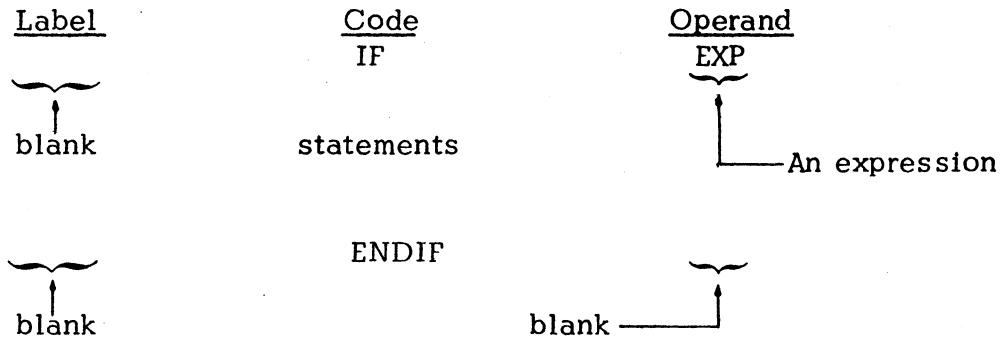 Label Code Operand
IF EXP
blank statements
An expression
ENDIF
blank blank